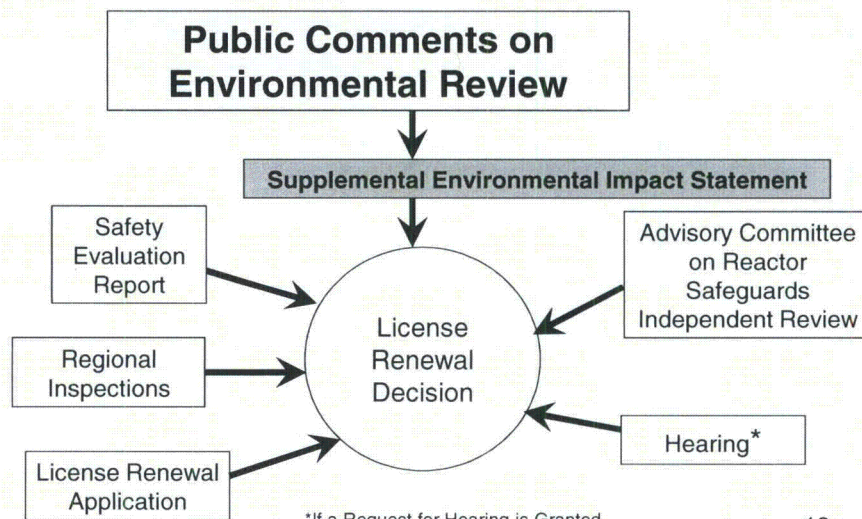 Public Comments on
Environmental Review
Supplemental Environmental Impact Statement
Safety
Evaluation
Report
Advisory Committee
on Reactor
Safeguards
Independent Review
License
Renewal
Decision
Regional
Inspections
Hearing*
License Renewal
Application
*If a Request for Hearing is Granted